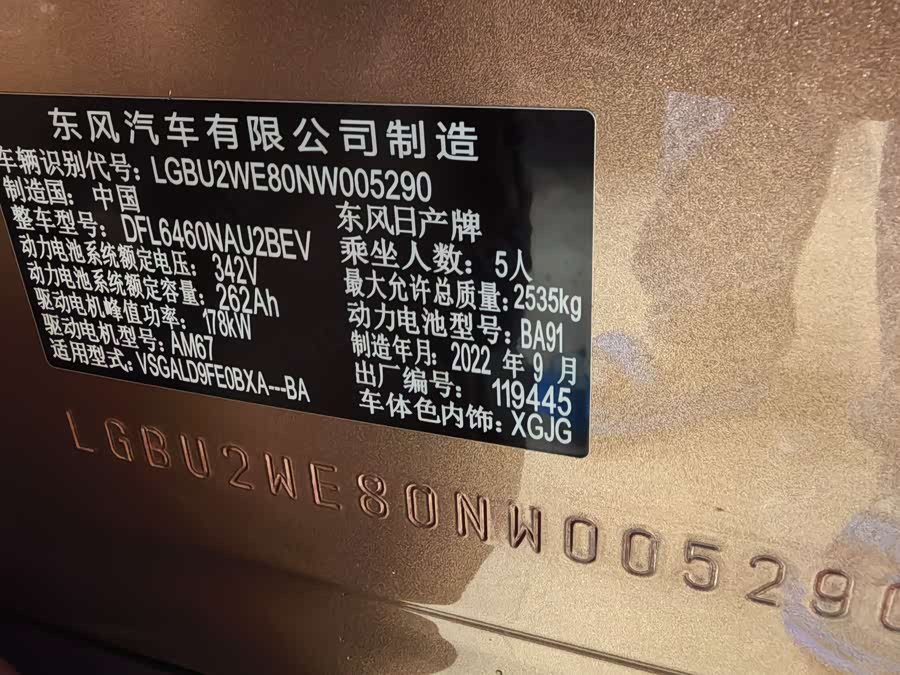 东风汽车有限公司制造
车辆识别代号: LGBU2WE80NW005290
制造国: 中国
东风日产牌
整车型号: DFL6460NAU2BEV
乘坐人数: 5人
动力电池系统额定电压: 342V
最大允许总质量: 2535kg
动力电池系统额定容量: 262Ah
动力电池型号: BA91
驱动电机峰值功率: 178kW
制造年月: 2022 年 9 月
驱动电机型号: AM67
出厂编号: 119445
适用型式: VSGALD9FE0BXA---BA
车体色内饰: XGJG
LGBU2WE80NW005290